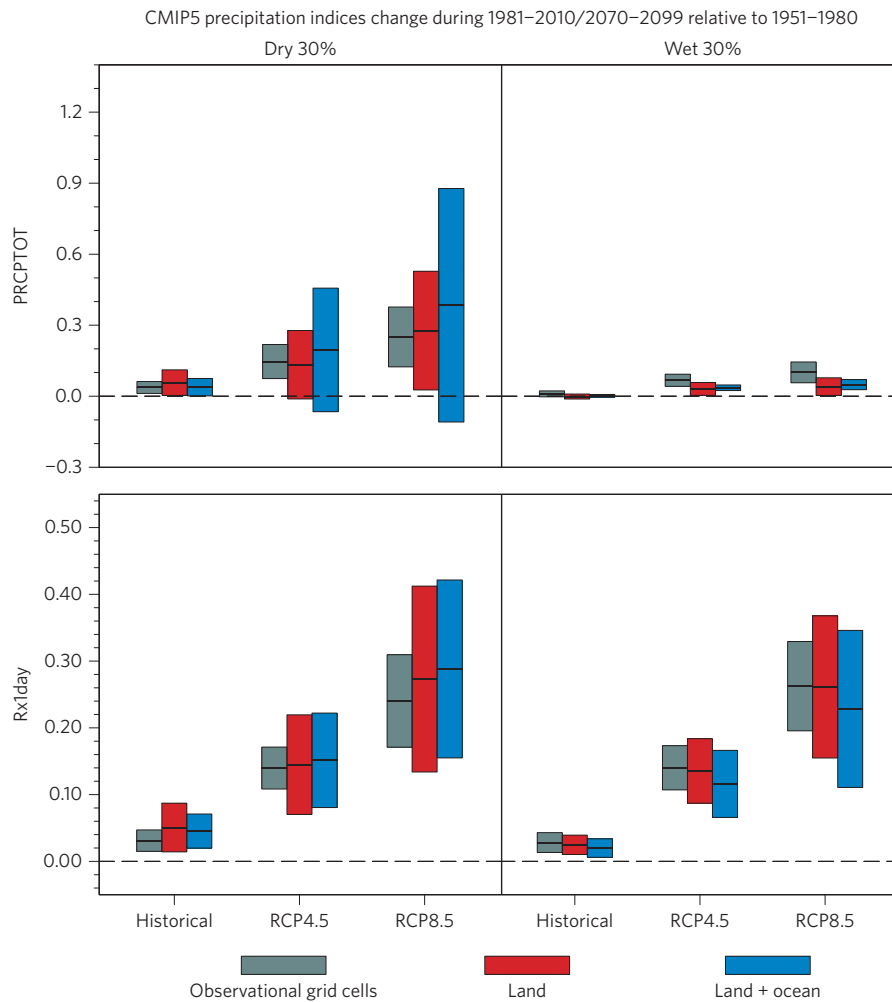 CMIP5 precipitation indices change during 1981–2010/2070–2099 relative to 1951–1980
Dry 30%
Wet 30%
PRCPTOT
1.2
0.9
0.6
0.3
0.0
−0.3
Rx1day
0.50
0.40
0.30
0.20
0.10
0.00
Historical
RCP4.5
RCP8.5
Historical
RCP4.5
RCP8.5
Observational grid cells
Land
Land + ocean